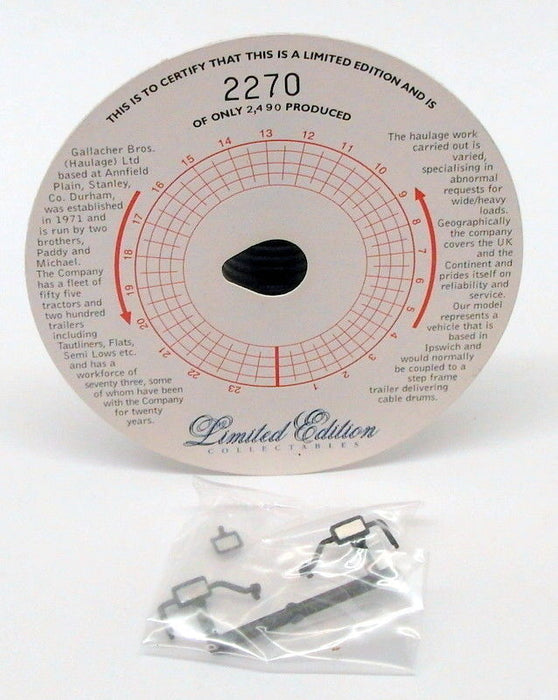 THIS IS TO CERTIFY THAT THIS IS A LIMITED EDITION AND IS
2270
OF ONLY 2,490 PRODUCED
Gallacher Bros.
(Haulage) Ltd
based at Annfield
Plain, Stanley,
Co. Durham,
was established
in 1971 and
is run by two
brothers,
Paddy and
Michael.
The Company
has a fleet of
fifty five
tractors and
two hundred
trailers
including
Tautliners, Flats,
Semi Lows etc.
and has a
workforce of
seventy three, some
of whom have been
with the Company
for twenty
years.
The haulage work
carried out is
varied,
specialising in
abnormal
requests for
wide/heavy
loads.
Geographically
the company
covers the UK
and the
Continent and
prides itself on
reliability and
service.
Our model
represents a
vehicle that is
based in
Ipswich and
would normally
be coupled to a
step frame
trailer delivering
cable drums.
1
2
3
4
5
6
7
8
9
10
11
12
13
14
15
16
17
18
19
20
21
22
23
Limited Edition
COLLECTABLES